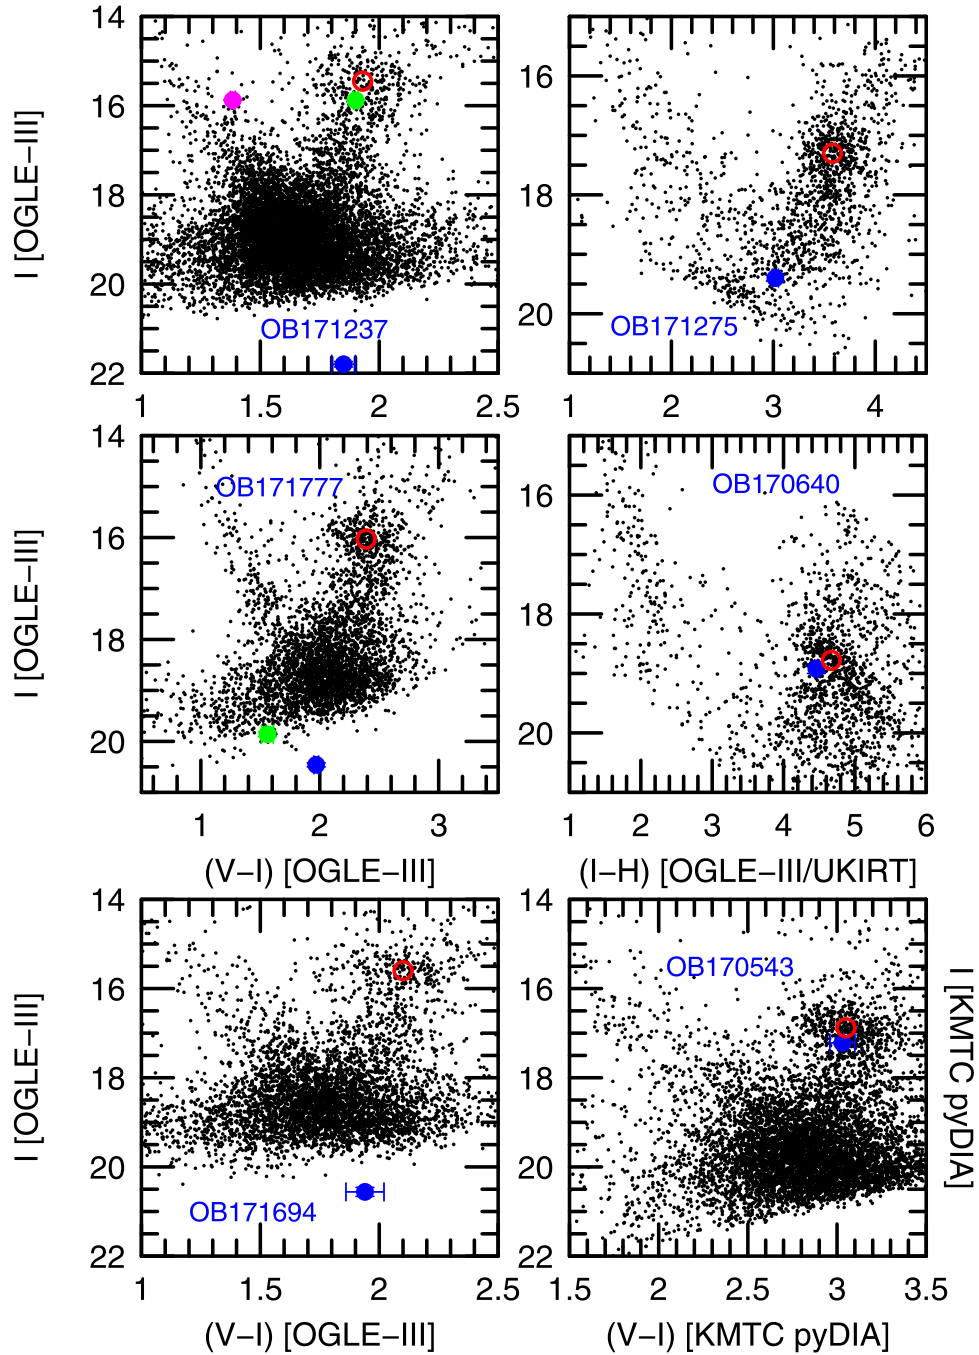 14
16
18
20
22
I [OGLE−III]
OB171237
1 1.5 2 2.5
16
18
20
OB171275
1 2 3 4
14
16
18
20
I [OGLE−III]
OB171777
1 2 3
(V−I) [OGLE−III]
16
18
20
OB170640
1 2 3 4 5 6
(I−H) [OGLE−III/UKIRT]
14
16
18
20
22
I [OGLE−III]
OB171694
1 1.5 2 2.5
(V−I) [OGLE−III]
14
16
18
20
22
OB170543
I [KMTC pyDIA]
1.5 2 2.5 3 3.5
(V−I) [KMTC pyDIA]